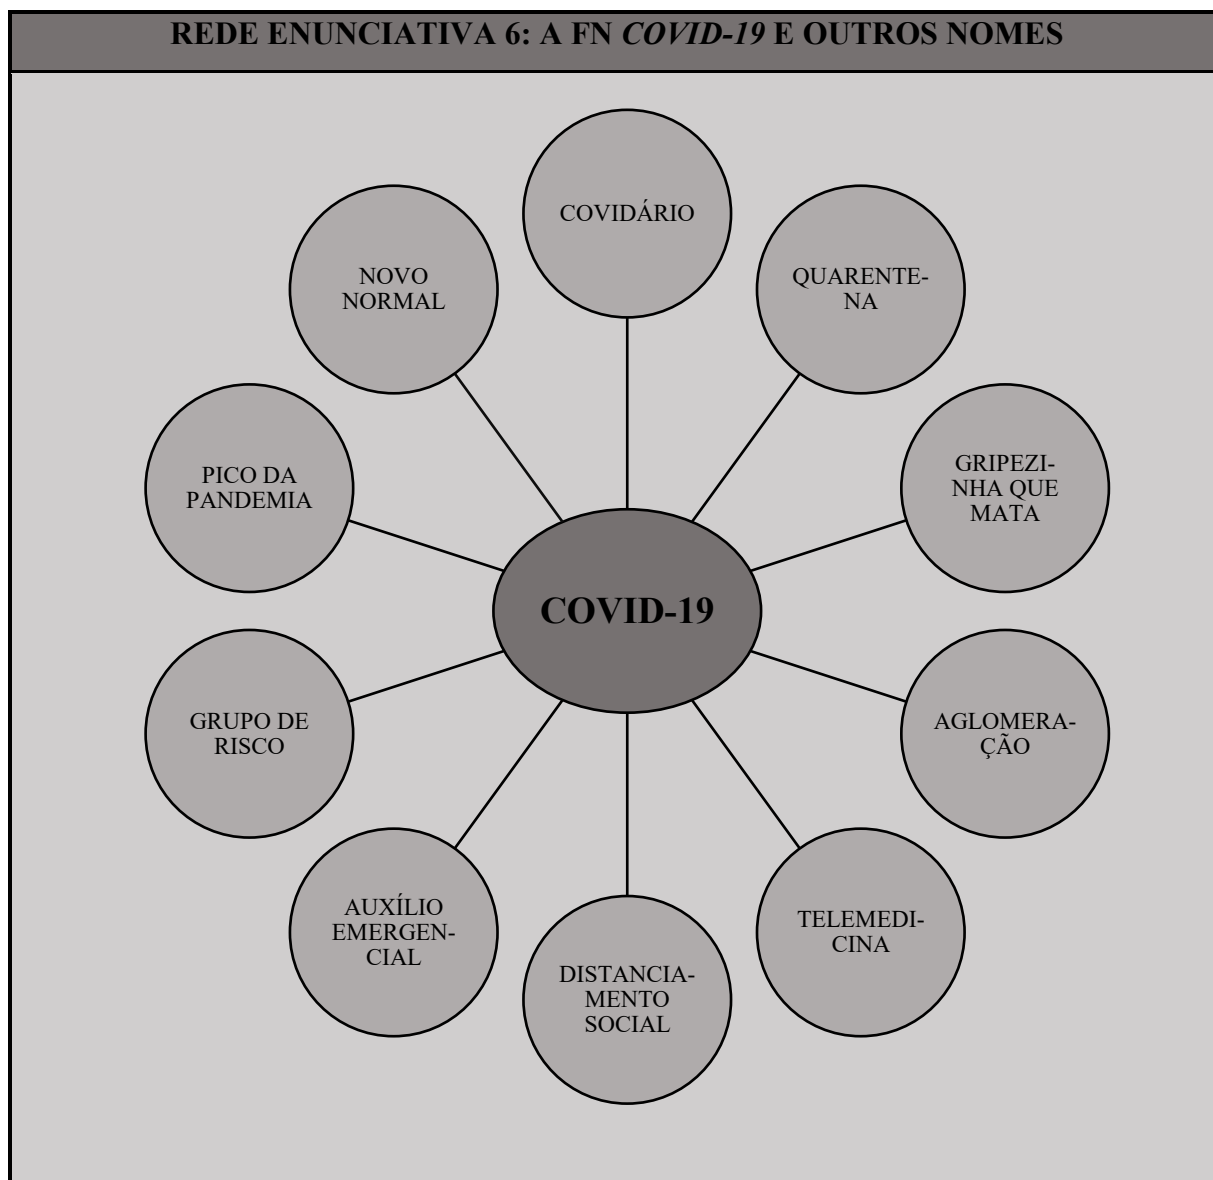 REDE ENUNCIATIVA 6: A FN COVID-19 E OUTROS NOMES
COVIDÁRIO
QUARENTE-
NA
GRIPEZI-
NHA QUE
MATA
AGLOMERA-
ÇÃO
TELEMEDI-
CINA
DISTANCIA-
MENTO
SOCIAL
AUXÍLIO
EMERGEN-
CIAL
GRUPO DE
RISCO
PICO DA
PANDEMIA
NOVO
NORMAL
COVID-19